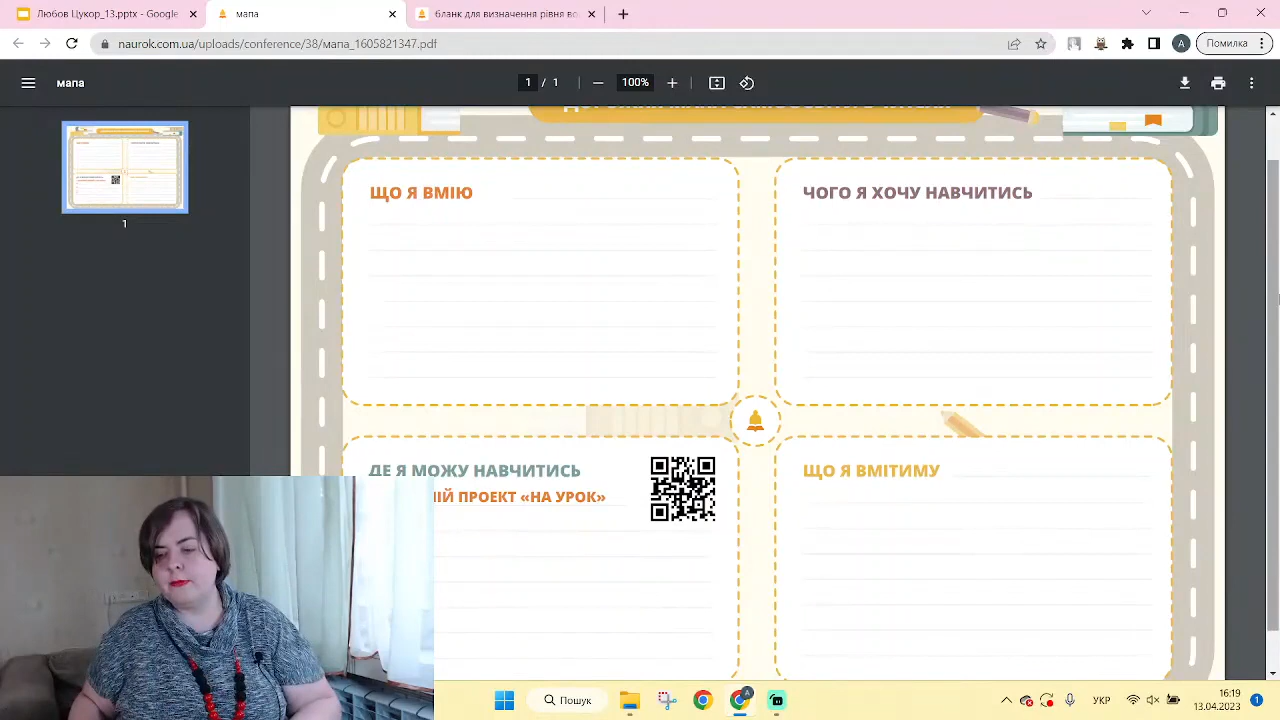 Любов Цукор_13.pptx - Google
мапа
для визначення рівня во
naurok.com.ua/uploads/conference/38/мапа_1605821347.pdf
Помилка
мапа
1 / 1
100%
ЩО Я ВМІЮ
ЧОГО Я ХОЧУ НАВЧИТИСЬ
ДЕ Я МОЖУ НАВЧИТИСЬ
ІЙ ПРОЕКТ «НА УРОК»
ЩО Я ВМІТИМУ
1
Пошук
УКР
16:19
13.04.2023
1